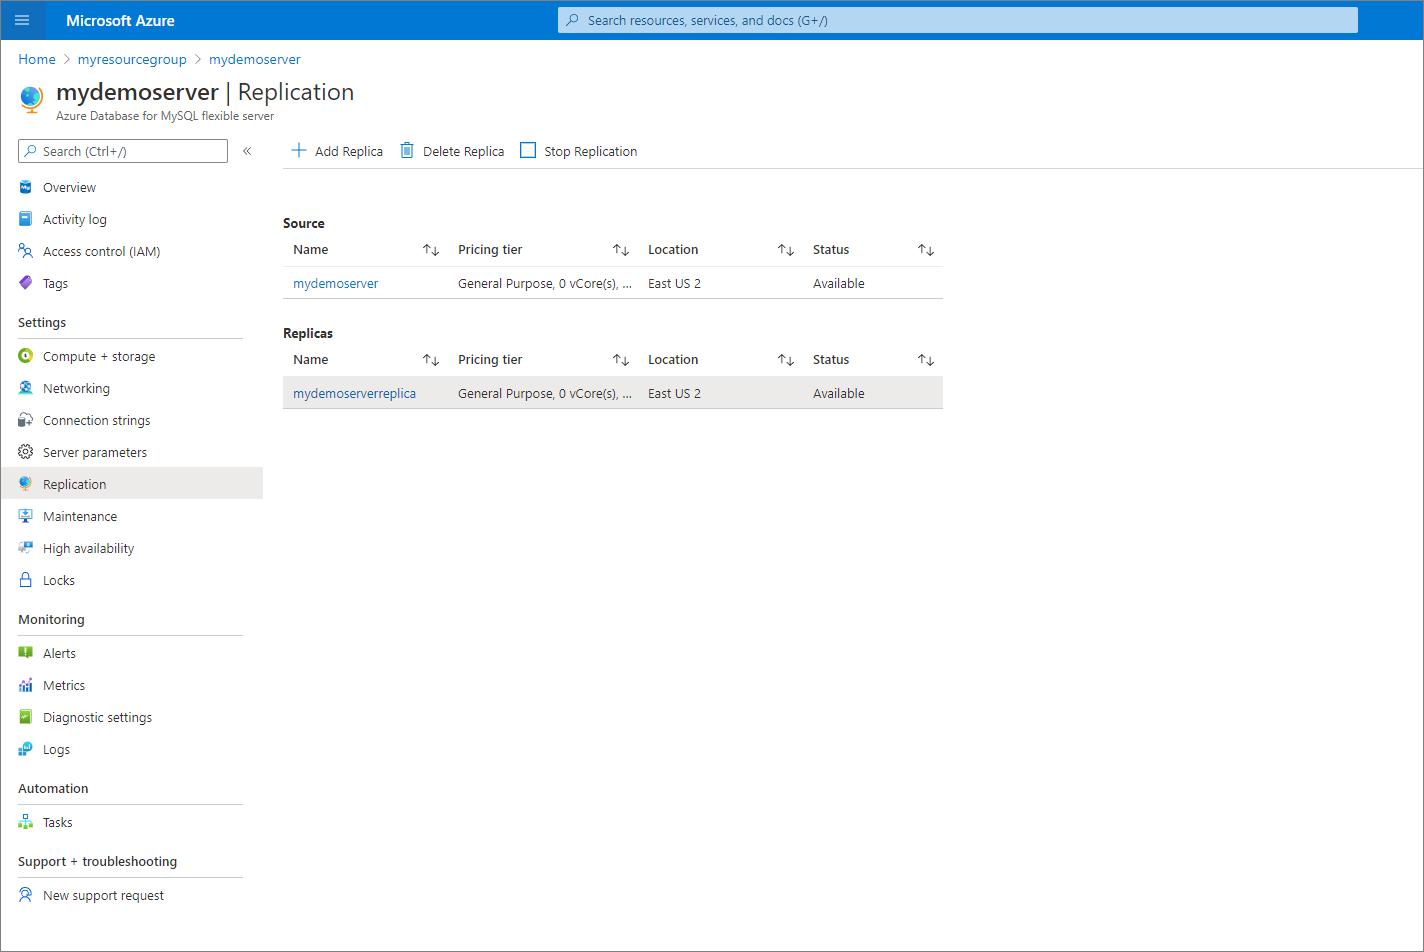 Microsoft Azure
Search resources, services, and docs (G+/)
Home > myresourcegroup > mydemoserver
mydemoserver | Replication
Azure Database for MySQL flexible server
Search (Ctrl+/)
«
Overview
Activity log
Access control (IAM)
Tags
Settings
Compute + storage
Networking
Connection strings
Server parameters
Replication
Maintenance
High availability
Locks
Monitoring
Alerts
Metrics
Diagnostic settings
Logs
Automation
Tasks
Support + troubleshooting
New support request
Add Replica Delete Replica Stop Replication
Source
Name ↑↓ Pricing tier ↑↓ Location ↑↓ Status ↑↓
mydemoserver General Purpose, 0 vCore(s), ... East US 2 Available
Replicas
Name ↑↓ Pricing tier ↑↓ Location ↑↓ Status ↑↓
mydemoserverreplica General Purpose, 0 vCore(s), ... East US 2 Available